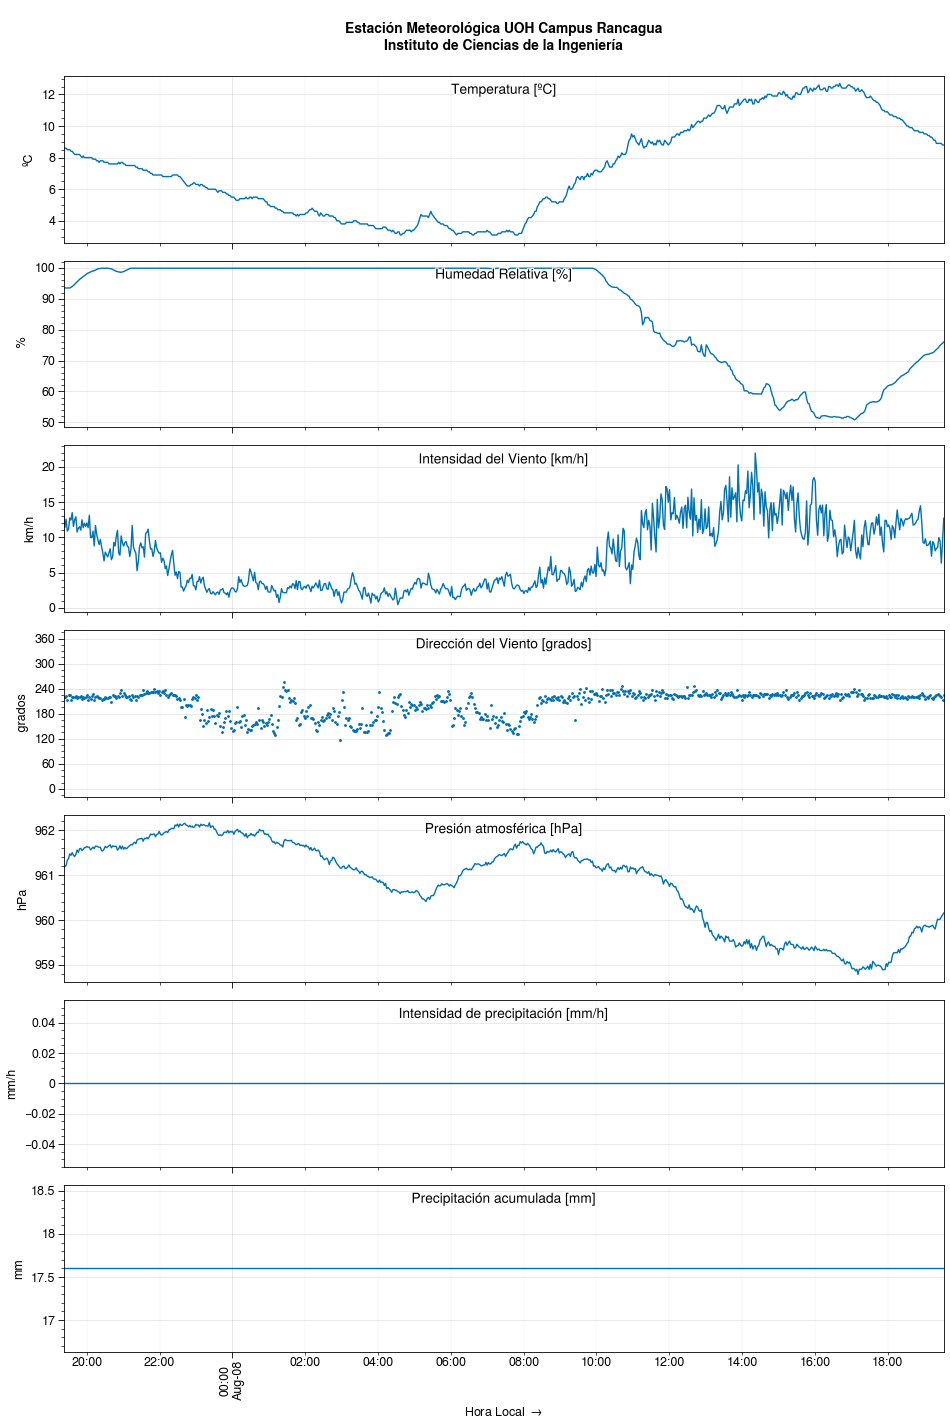 Estación Meteorológica UOH Campus Rancagua
Instituto de Ciencias de la Ingeniería
Temperatura [ºC]
ºC
12
10
8
6
4
Humedad Relativa [%]
%
100
90
80
70
60
50
Intensidad del Viento [km/h]
km/h
20
15
10
5
0
Dirección del Viento [grados]
grados
360
300
240
180
120
60
0
Presión atmosférica [hPa]
hPa
962
961
960
959
Intensidad de precipitación [mm/h]
mm/h
0.04
0.02
0
−0.02
−0.04
Precipitación acumulada [mm]
mm
18.5
18
17.5
17
20:00 22:00 00:00 02:00 04:00 06:00 08:00 10:00 12:00 14:00 16:00 18:00
Aug-08
Hora Local →